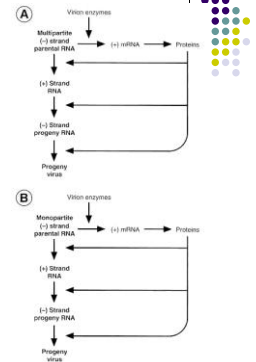 A
Virion enzymes
Multipartite
(–) strand
parental RNA
(+) mRNA
Proteins
(+) Strand
RNA
(–) Strand
progeny RNA
Progeny
virus
B
Virion enzymes
Monopartite
(–) strand
parental RNA
(+) mRNA
Proteins
(+) Strand
RNA
(–) Strand
progeny RNA
Progeny
virus